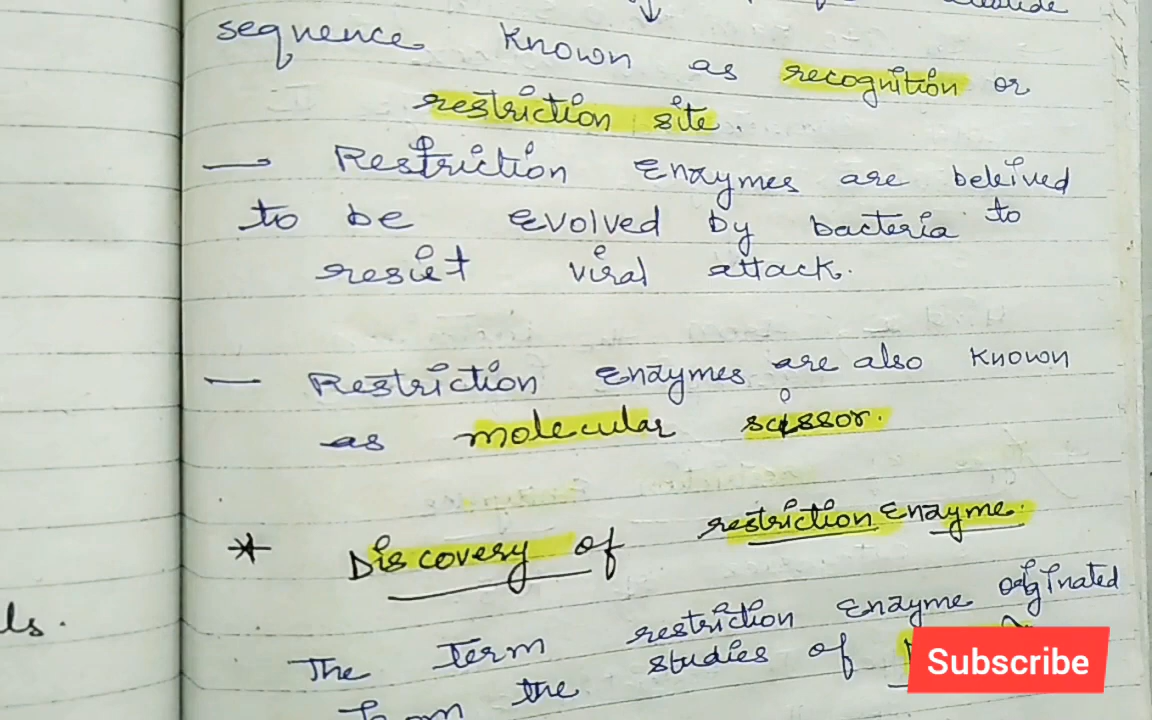 sequence known as recognition or
restriction site.
— Restriction Enzymes are beleived
to be evolved by bacteria to
resist viral attack.
— Restriction Enzymes are also known
as molecular scissor.
* Discovery of restriction Enzyme.
The term restriction Enzyme originated
from the studies of
Subscribe
ls.